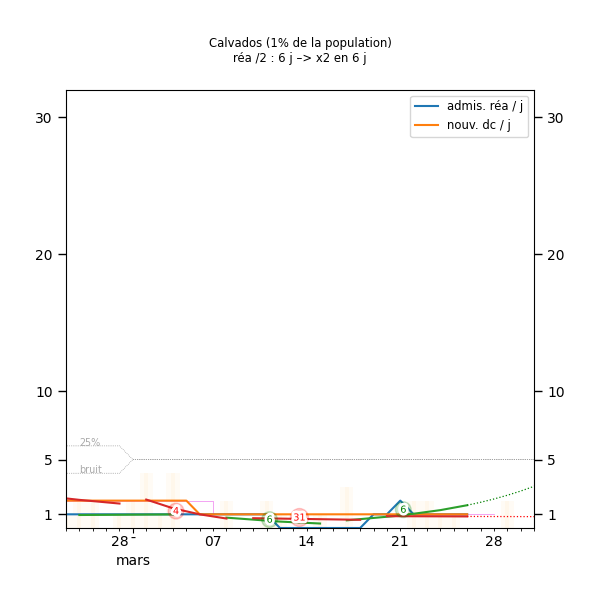 Calvados (1% de la population)
réa /2 : 6 j –> x2 en 6 j
admis. réa / j
nouv. dc / j
30 30
20 20
10 10
25%
5 5
bruit
4 6 31 6
1 1
28 07 14 21 28
mars